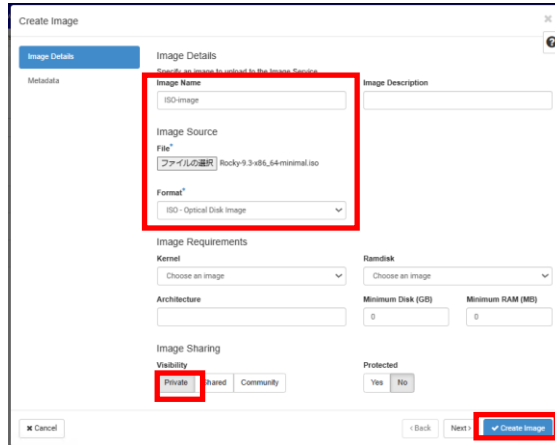 Create Image
×
?
Image Details
Metadata
Image Details
Specify an image to upload to the Image Service.
Image Name
Image Description
ISO-image
Image Source
File*
ファイルの選択 Rocky-9.3-x86_64-minimal.iso
Format*
ISO - Optical Disk Image
Image Requirements
Kernel
Ramdisk
Choose an image
Choose an image
Architecture
Minimum Disk (GB)
Minimum RAM (MB)
0
0
Image Sharing
Visibility
Protected
Private Shared Community
Yes No
× Cancel
‹ Back
Next ›
✔ Create Image